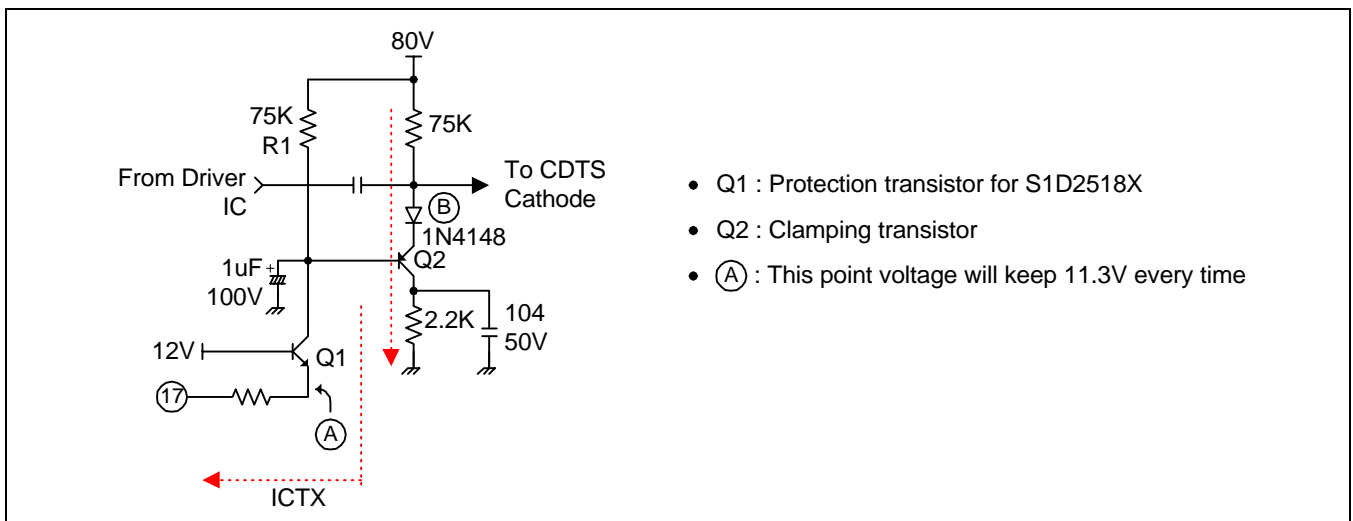 80V
75K
R1
75K
From Driver
IC
To CDTS
Cathode
B
1N4148
Q2
1uF +
100V
2.2K
104
50V
12V
Q1
17
A
ICTX
• Q1 : Protection transistor for S1D2518X
• Q2 : Clamping transistor
• A : This point voltage will keep 11.3V every time